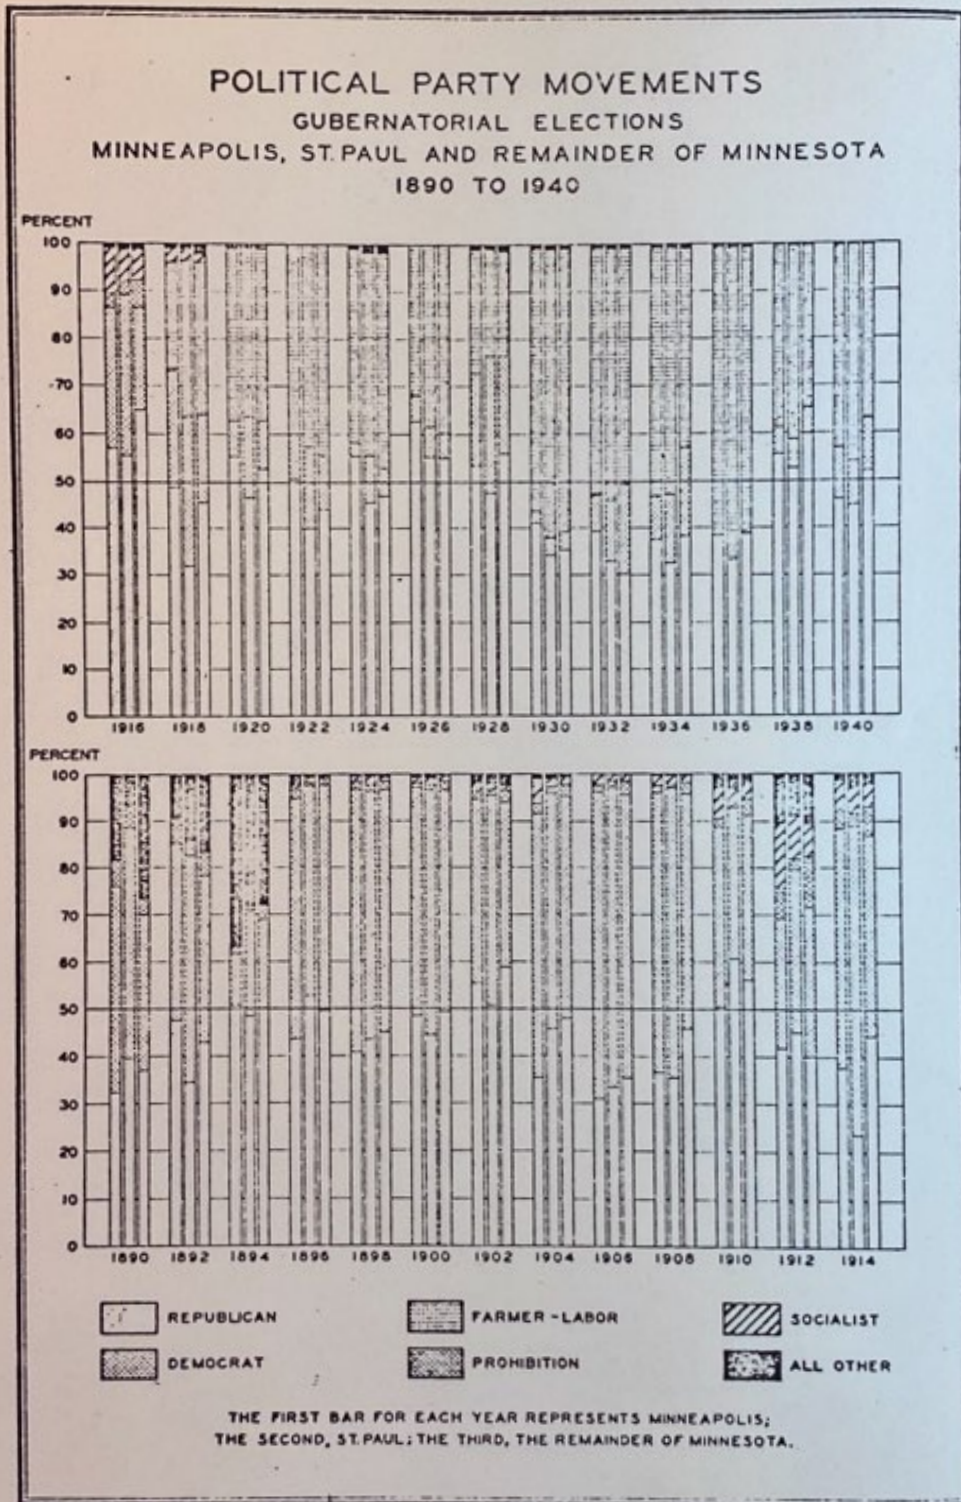 POLITICAL PARTY MOVEMENTS
GUBERNATORIAL ELECTIONS
MINNEAPOLIS, ST. PAUL AND REMAINDER OF MINNESOTA
1890 TO 1940
PERCENT
100
90
80
70
60
50
40
30
20
10
0
1916 1918 1920 1922 1924 1926 1928 1930 1932 1934 1936 1938 1940
PERCENT
100
90
80
70
60
50
40
30
20
10
0
1890 1892 1894 1896 1898 1900 1902 1904 1906 1908 1910 1912 1914
REPUBLICAN FARMER-LABOR SOCIALIST
DEMOCRAT PROHIBITION ALL OTHER
THE FIRST BAR FOR EACH YEAR REPRESENTS MINNEAPOLIS;
THE SECOND, ST. PAUL; THE THIRD, THE REMAINDER OF MINNESOTA.